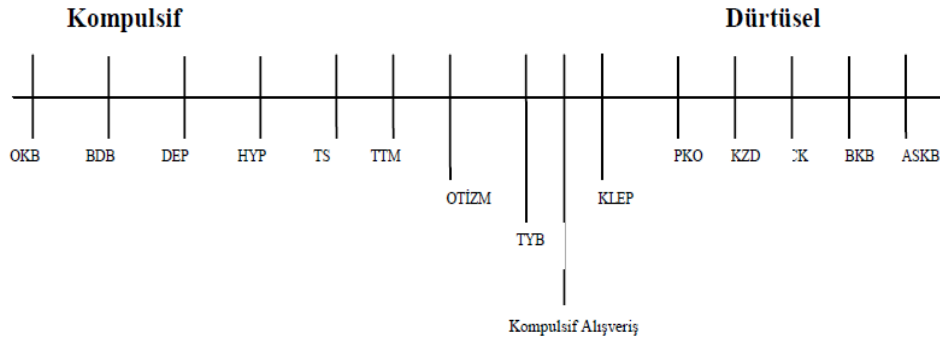 Kompulsif Dürtüsel
OKB BDB DEP HYP TS TTM PKO KZD BKB ASKB
OTİZM KLEP
TYB
Kompulsif Alışveriş